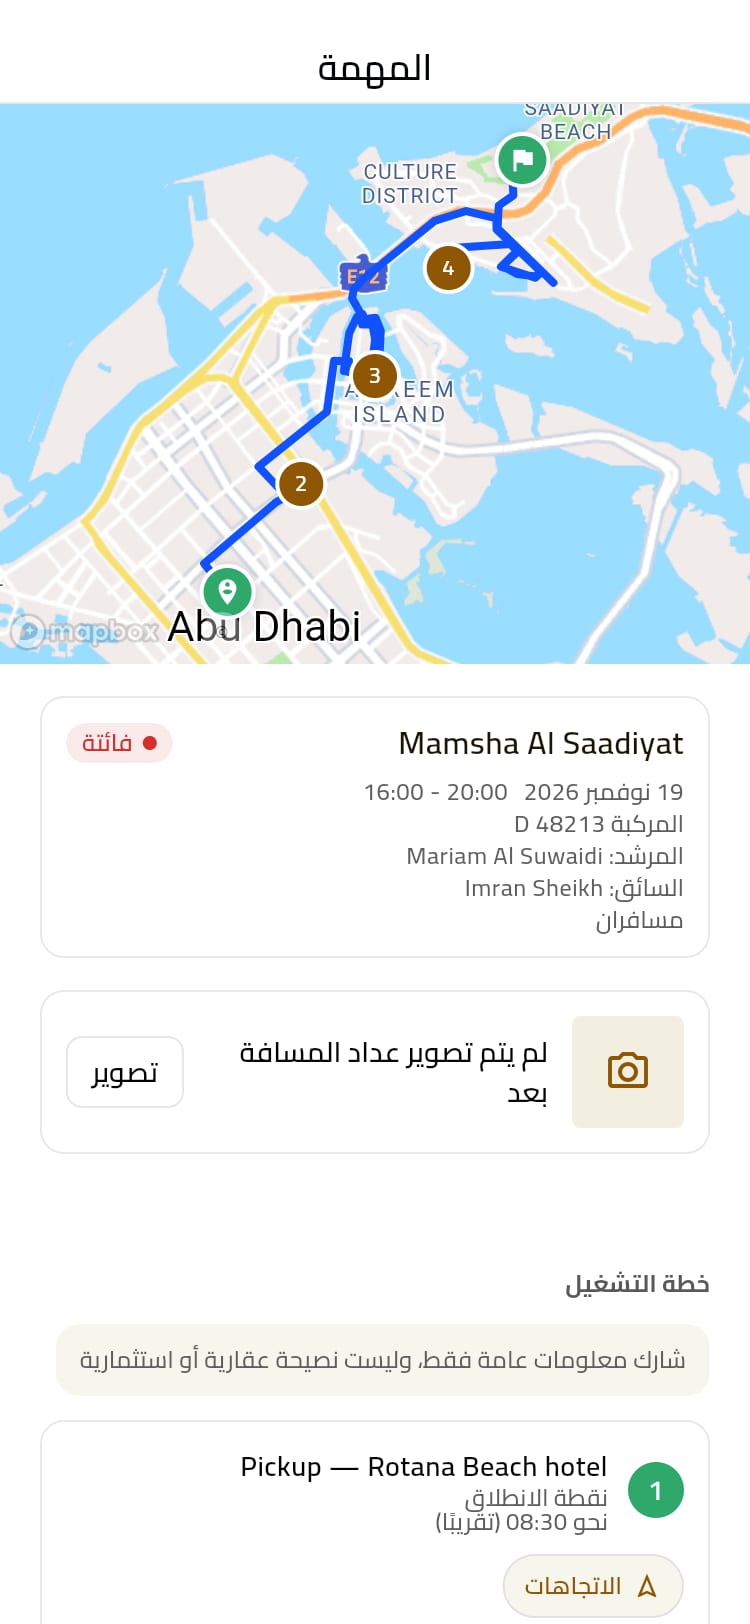 المهمة
SAADIYAT
BEACH
CULTURE
DISTRICT
E12
4
3
ISLAND
2
Abu Dhabi
mapbox
Mamsha Al Saadiyat
فائتة
19 نوفمبر 2026 16:00 - 20:00
المركبة D 48213
المرشد: Mariam Al Suwaidi
السائق: Imran Sheikh
مسافران
لم يتم تصوير عداد المسافة
بعد
تصوير
خطة التشغيل
شارك معلومات عامة فقط، وليست نصيحة عقارية أو استثمارية
1
Pickup — Rotana Beach hotel
نقطة الانطلاق
نحو 08:30 (تقريبًا)
الاتجاهات